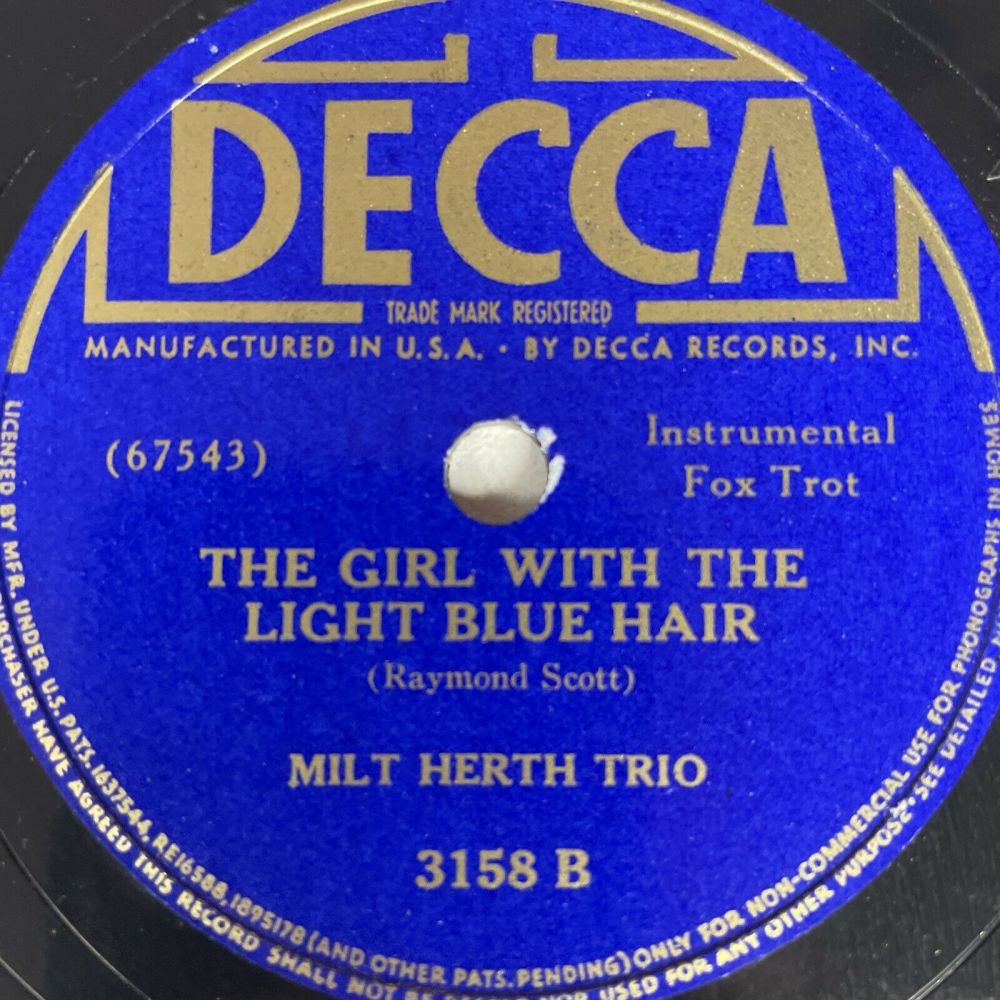 DECCA
TRADE MARK REGISTERED
MANUFACTURED IN U.S.A. • BY DECCA RECORDS, INC.
(67543)
Instrumental
Fox Trot
THE GIRL WITH THE
LIGHT BLUE HAIR
(Raymond Scott)
MILT HERTH TRIO
3158 B
LICENSED BY MFR. UNDER U.S. PATS. 1637544, RE16588, 1895178 (AND OTHER PATS. PENDING) ONLY FOR NON-COMMERCIAL USE FOR PHONOGRAPHS IN HOMES
PURCHASER HAVE AGREED THIS RECORD SHALL NOT BE NOR USED FOR ANY OTHER PURPOSE • SEE DETAILED